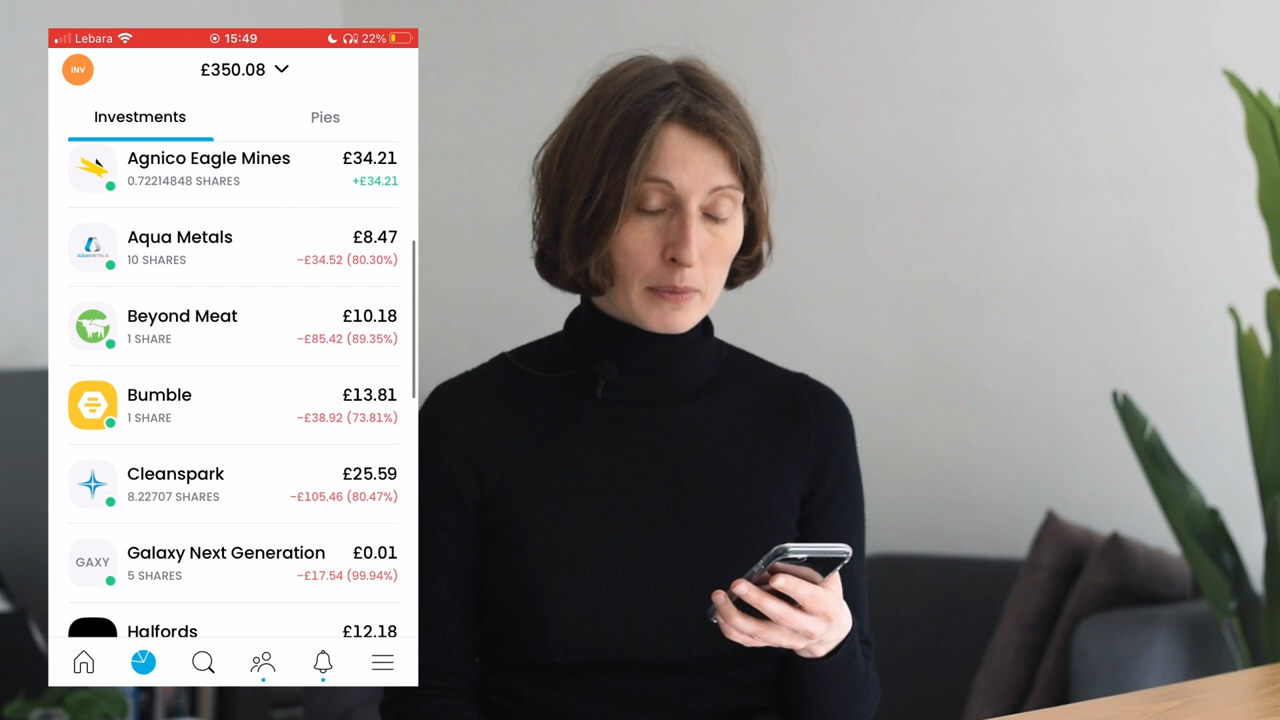 Lebara 15:49 22%
INV £350.08
Investments Pies
Agnico Eagle Mines £34.21
0.72214848 SHARES +£34.21
Aqua Metals £8.47
AQUAMETALS 10 SHARES −£34.52 (80.30%)
Beyond Meat £10.18
1 SHARE −£85.42 (89.35%)
Bumble £13.81
1 SHARE −£38.92 (73.81%)
Cleanspark £25.59
8.22707 SHARES −£105.46 (80.47%)
Galaxy Next Generation £0.01
GAXY 5 SHARES −£17.54 (99.94%)
Halfords £12.18